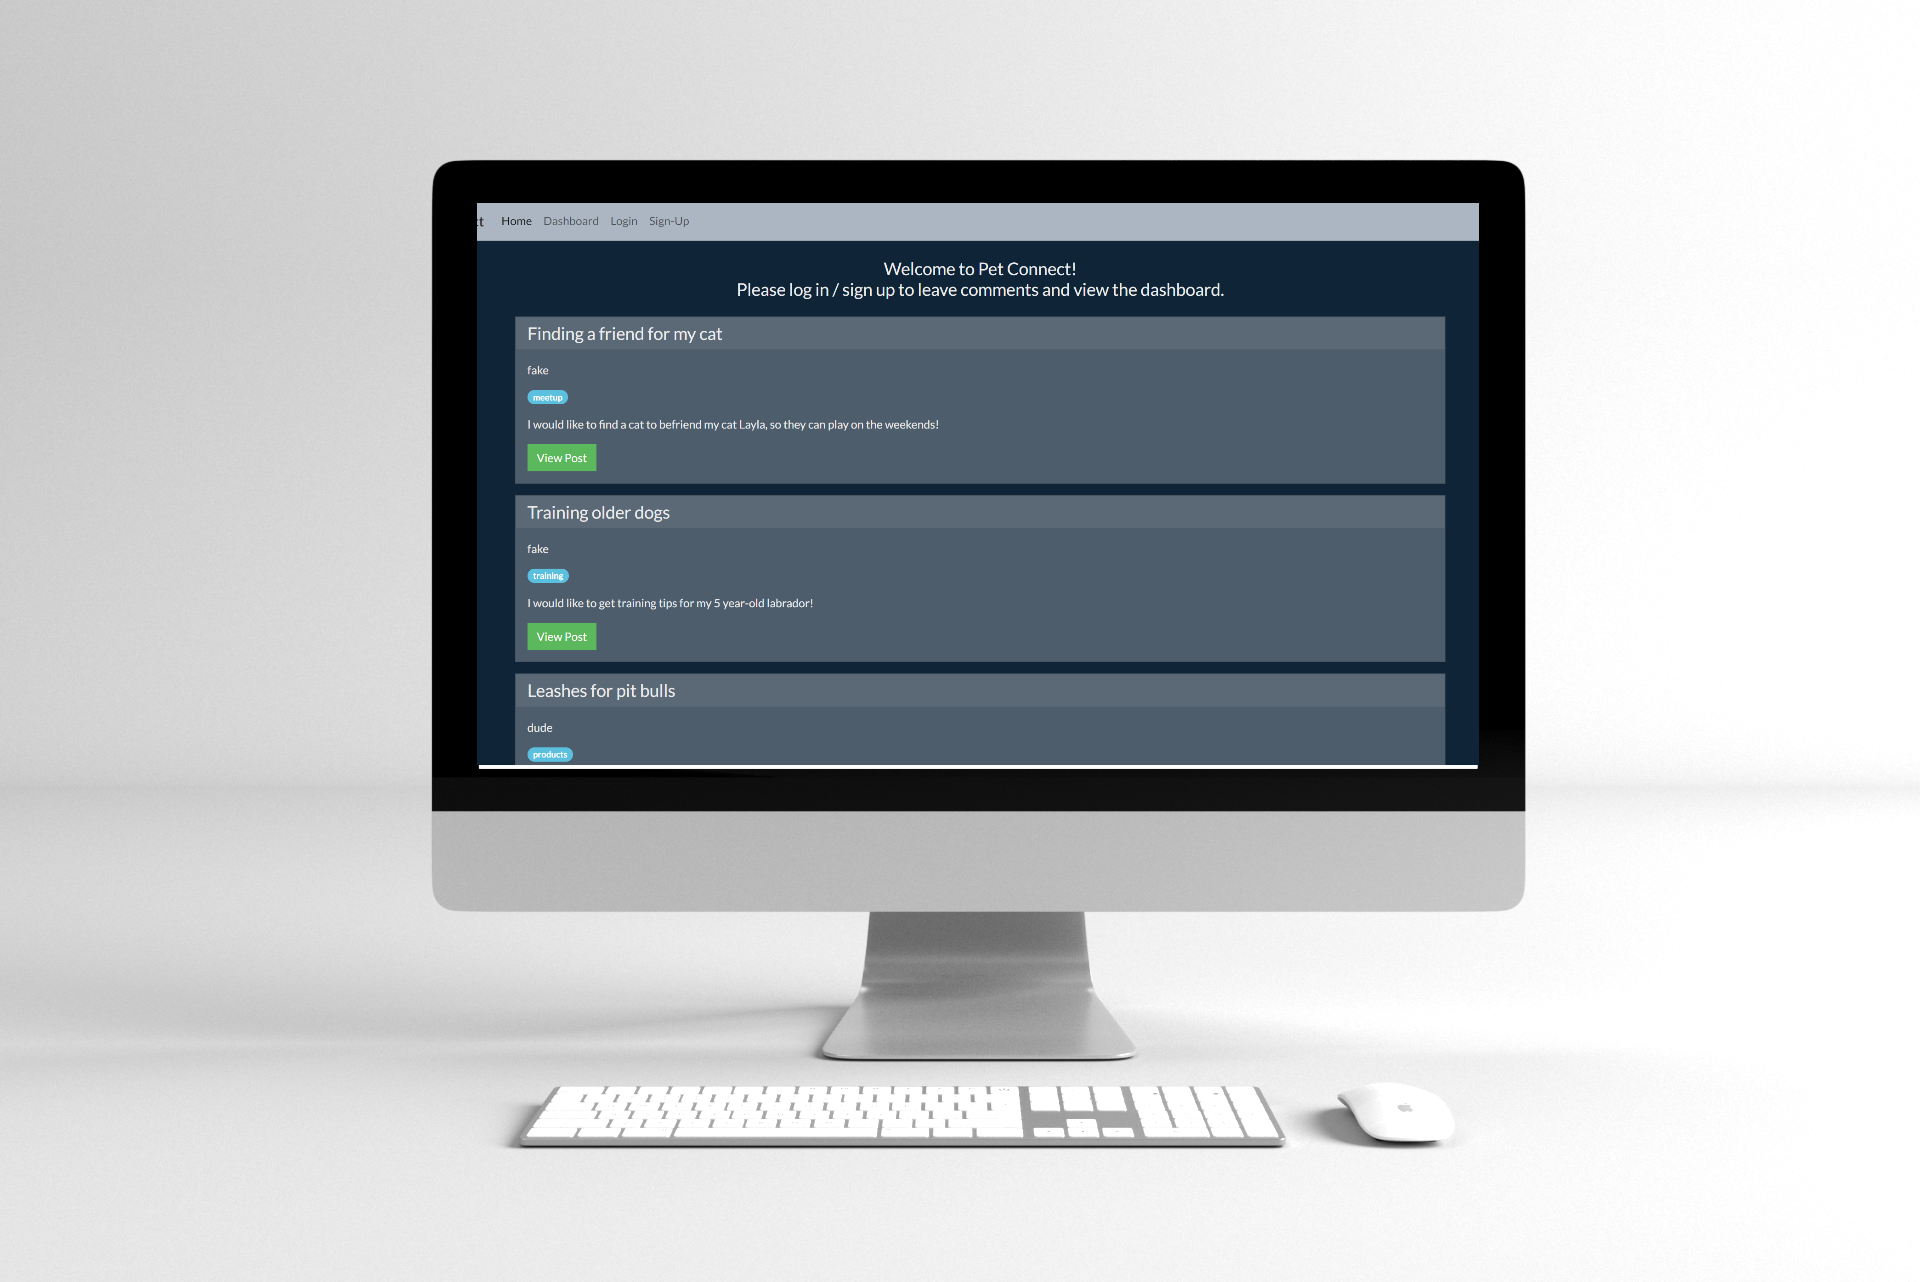 Home Dashboard Login Sign-Up
Welcome to Pet Connect!
Please log in / sign up to leave comments and view the dashboard.
Finding a friend for my cat
fake
meetup
I would like to find a cat to befriend my cat Layla, so they can play on the weekends!
View Post
Training older dogs
fake
training
I would like to get training tips for my 5 year-old labrador!
View Post
Leashes for pit bulls
dude
products